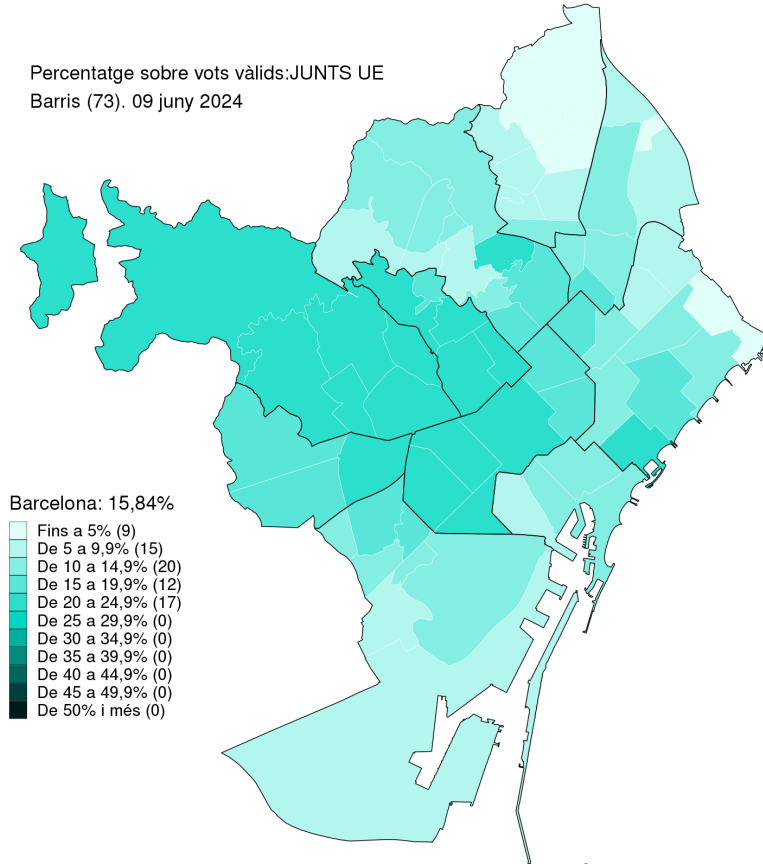 Percentatge sobre vots vàlids:JUNTS UE
Barris (73). 09 juny 2024
Barcelona: 15,84%
Fins a 5% (9)
De 5 a 9,9% (15)
De 10 a 14,9% (20)
De 15 a 19,9% (12)
De 20 a 24,9% (17)
De 25 a 29,9% (0)
De 30 a 34,9% (0)
De 35 a 39,9% (0)
De 40 a 44,9% (0)
De 45 a 49,9% (0)
De 50% i més (0)